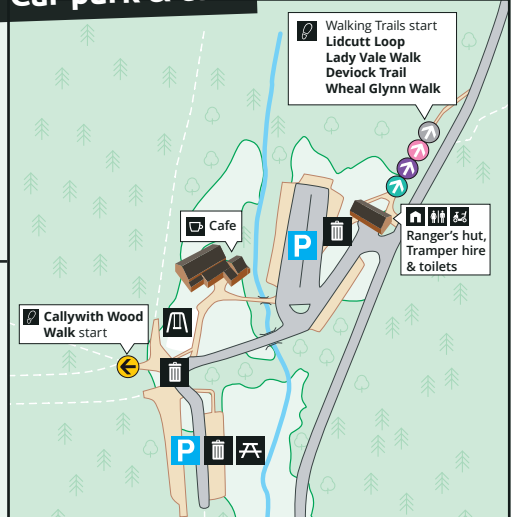 Walking Trails start
Lidcutt Loop
Lady Vale Walk
Deviock Trail
Wheal Glynn Walk
Cafe
P
Ranger's hut,
Tramper hire
& toilets
Callywith Wood
Walk start
P